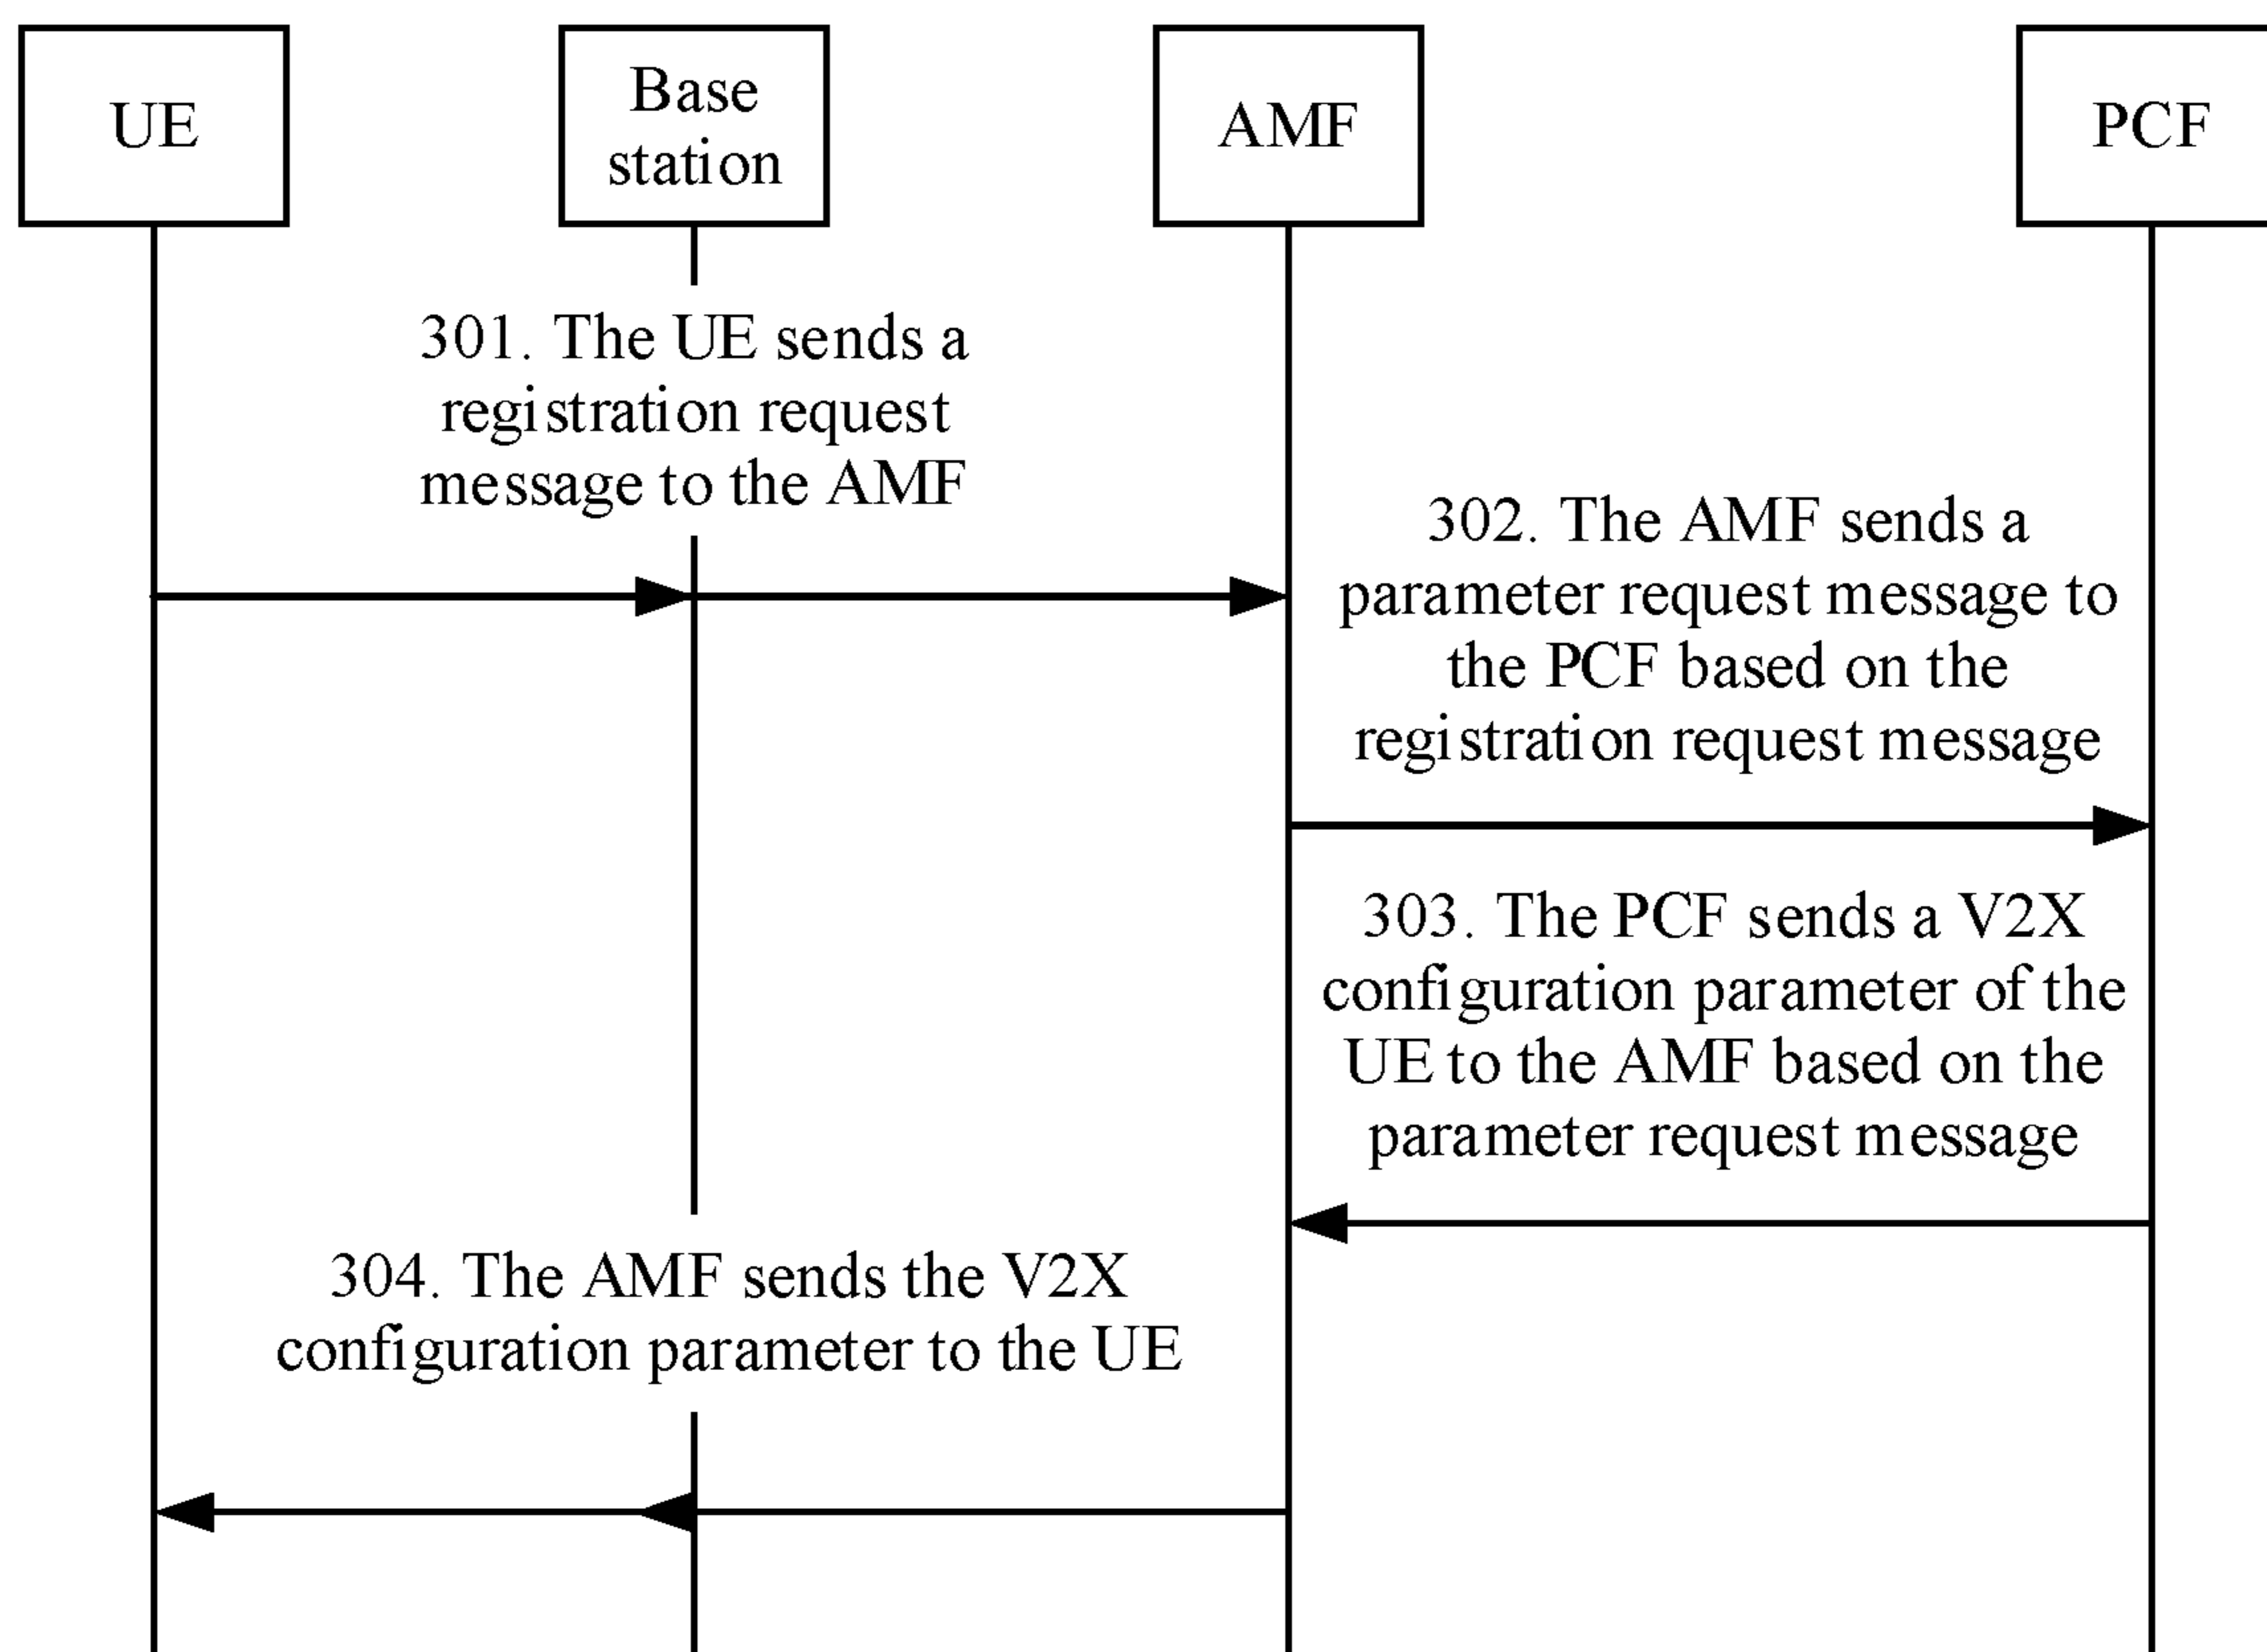 UE
Base
station
AMF
PCF
301. The UE sends a
registration request
message to the AMF
302. The AMF sends a
parameter request message to
the PCF based on the
registration request message
303. The PCF sends a V2X
configuration parameter of the
UE to the AMF based on the
parameter request message
304. The AMF sends the V2X
configuration parameter to the UE